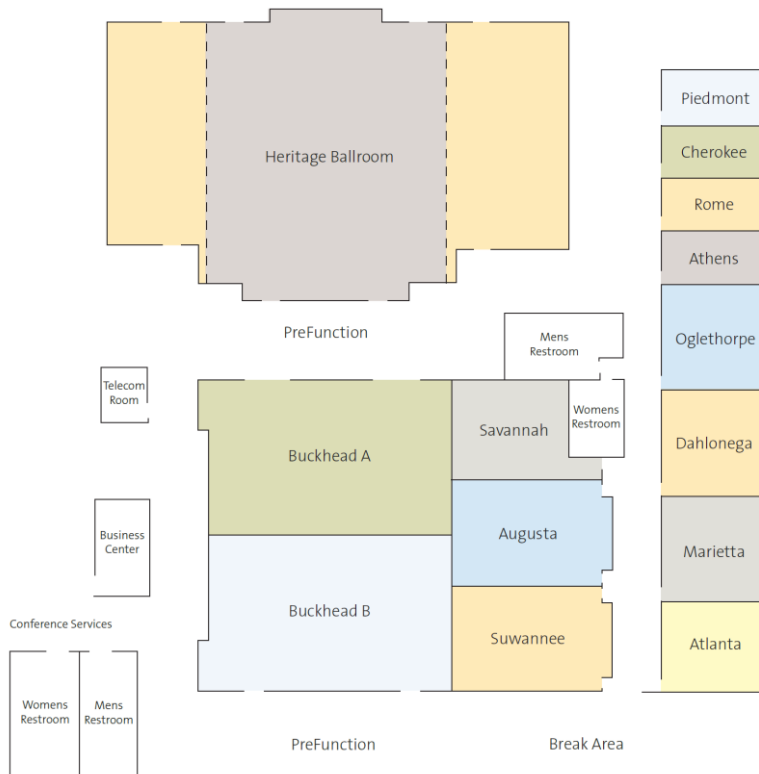 Piedmont
Cherokee
Heritage Ballroom
Rome
Athens
PreFunction
Mens
Restroom
Oglethorpe
Telecom
Room
Savannah
Womens
Restroom
Buckhead A
Dahlonega
Business
Center
Augusta
Marietta
Buckhead B
Conference Services
Suwannee
Atlanta
Womens
Restroom
Mens
Restroom
PreFunction
Break Area